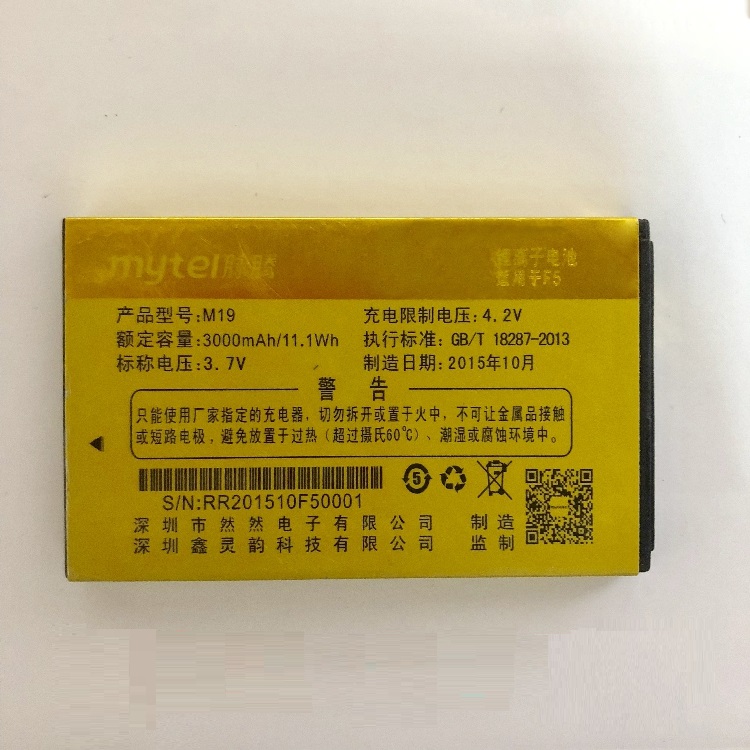 mytel
锂离子电池
适用于F5
产品型号:M19
充电限制电压:4.2V
额定容量:3000mAh/11.1Wh
执行标准: GB/T 18287-2013
标称电压:3.7V
制造日期:2015年10月
警 告
只能使用厂家指定的充电器，切勿拆开或置于火中，不可让金属品接触
或短路电极，避免放置于过热（超过摄氏60℃）、潮湿或腐蚀环境中。
5
S/N:RR201510F50001
深圳市然然电子有限公司 制造
深圳鑫灵韵科技有限公司 监制